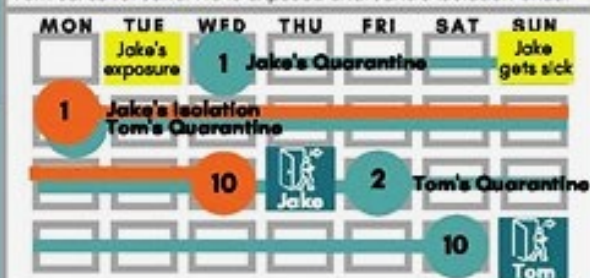 MON TUE WED THU FRI SAT SUN
Jake's
exposure
1 Jake's Quarantine
Jake
gets sick
1 Jake's Isolation
Tom's Quarantine
10
Jake
2 Tom's Quarantine
10
Tom